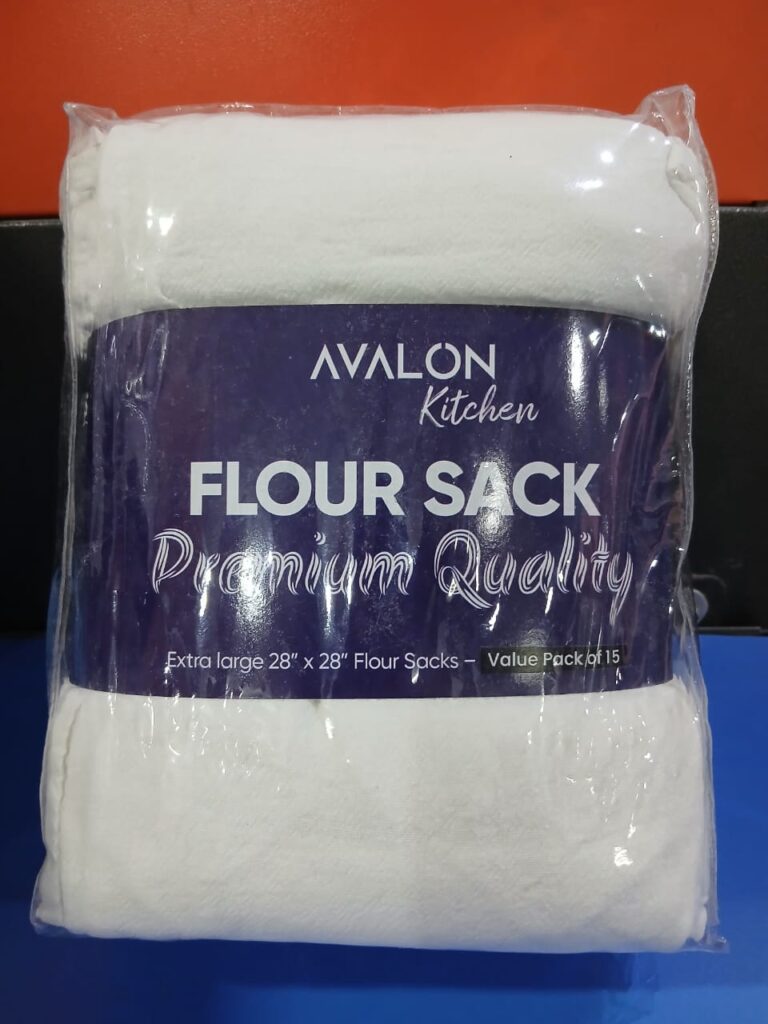 AVALON
Kitchen
FLOUR SACK
Premium Quality
Extra large 28" x 28" Flour Sacks – Value Pack of 15